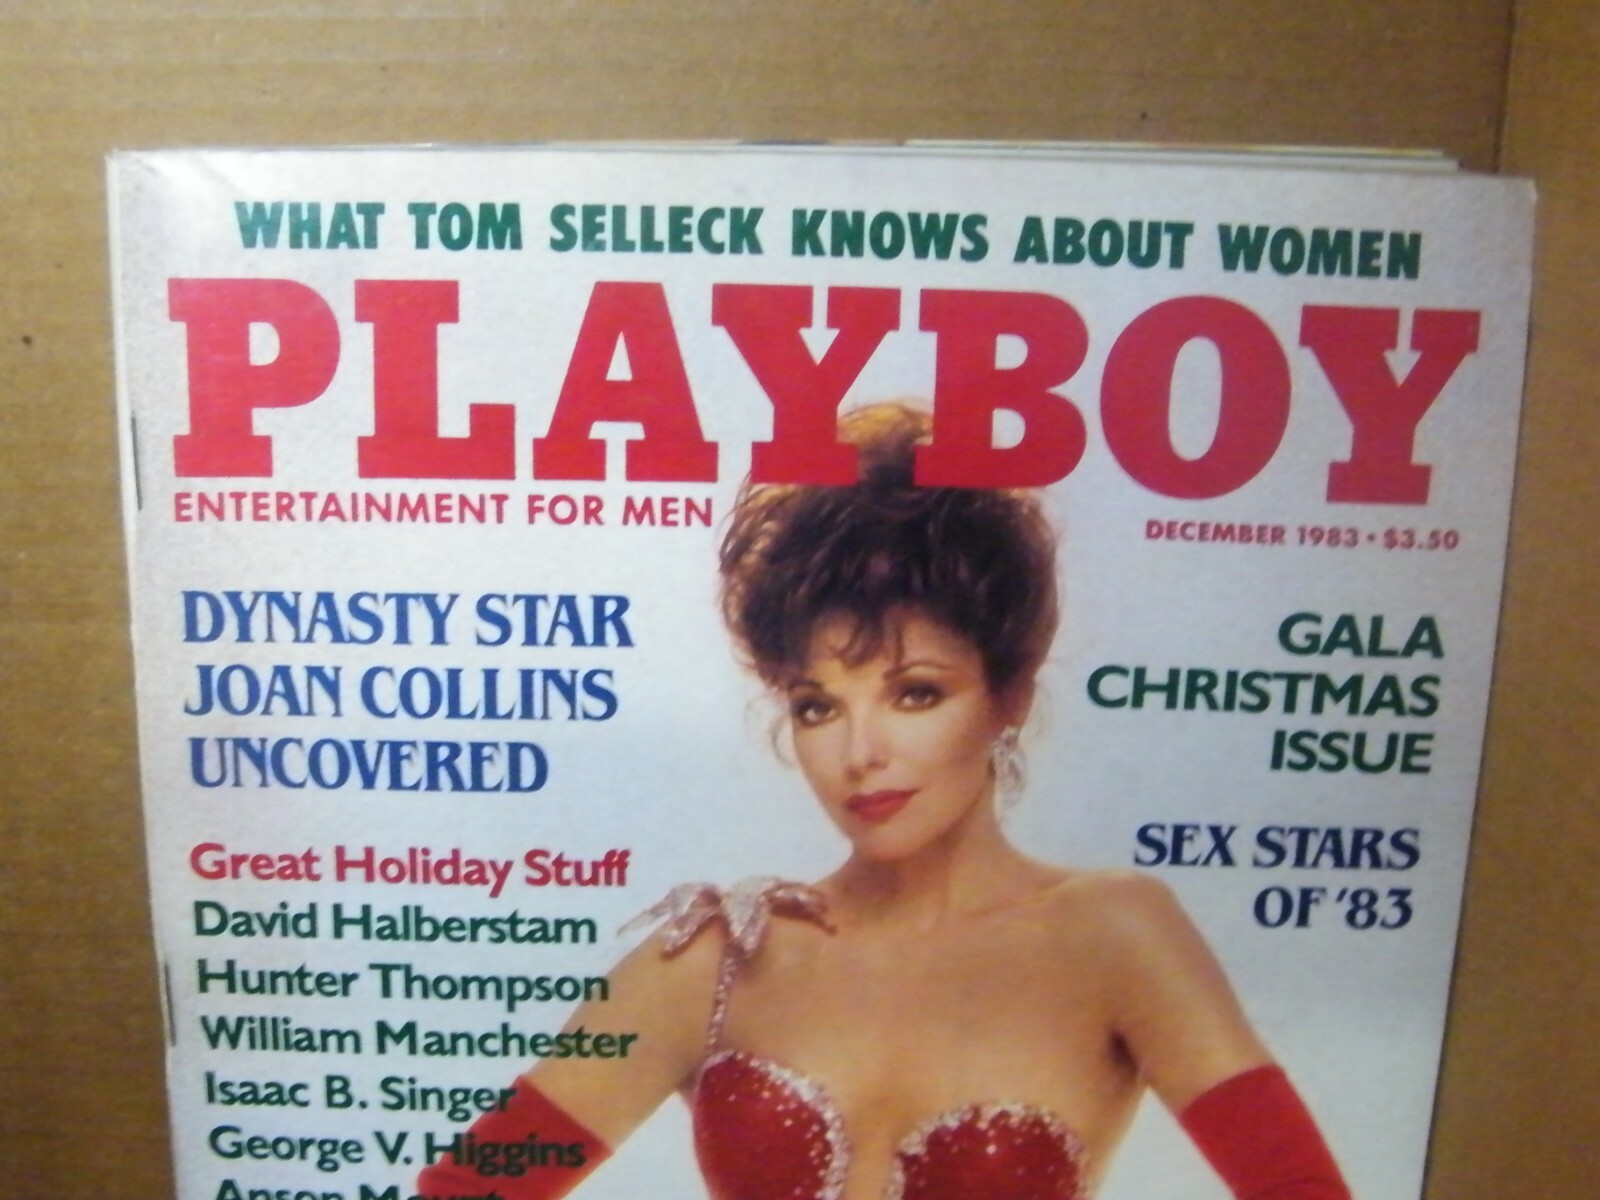 WHAT TOM SELLECK KNOWS ABOUT WOMEN
PLAYBOY
ENTERTAINMENT FOR MEN
DECEMBER 1983 • $3.50
DYNASTY STAR
JOAN COLLINS
UNCOVERED
GALA
CHRISTMAS
ISSUE
SEX STARS
OF '83
Great Holiday Stuff
David Halberstam
Hunter Thompson
William Manchester
Isaac B. Singer
George V. Higgins
Anson Mount